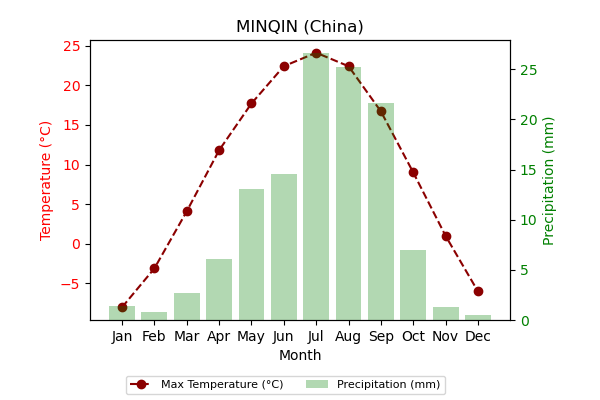 MINQIN (China)
Temperature (°C)
25
20
15
10
5
0
−5
Precipitation (mm)
25
20
15
10
5
0
Jan Feb Mar Apr May Jun Jul Aug Sep Oct Nov Dec
Month
Max Temperature (°C) Precipitation (mm)